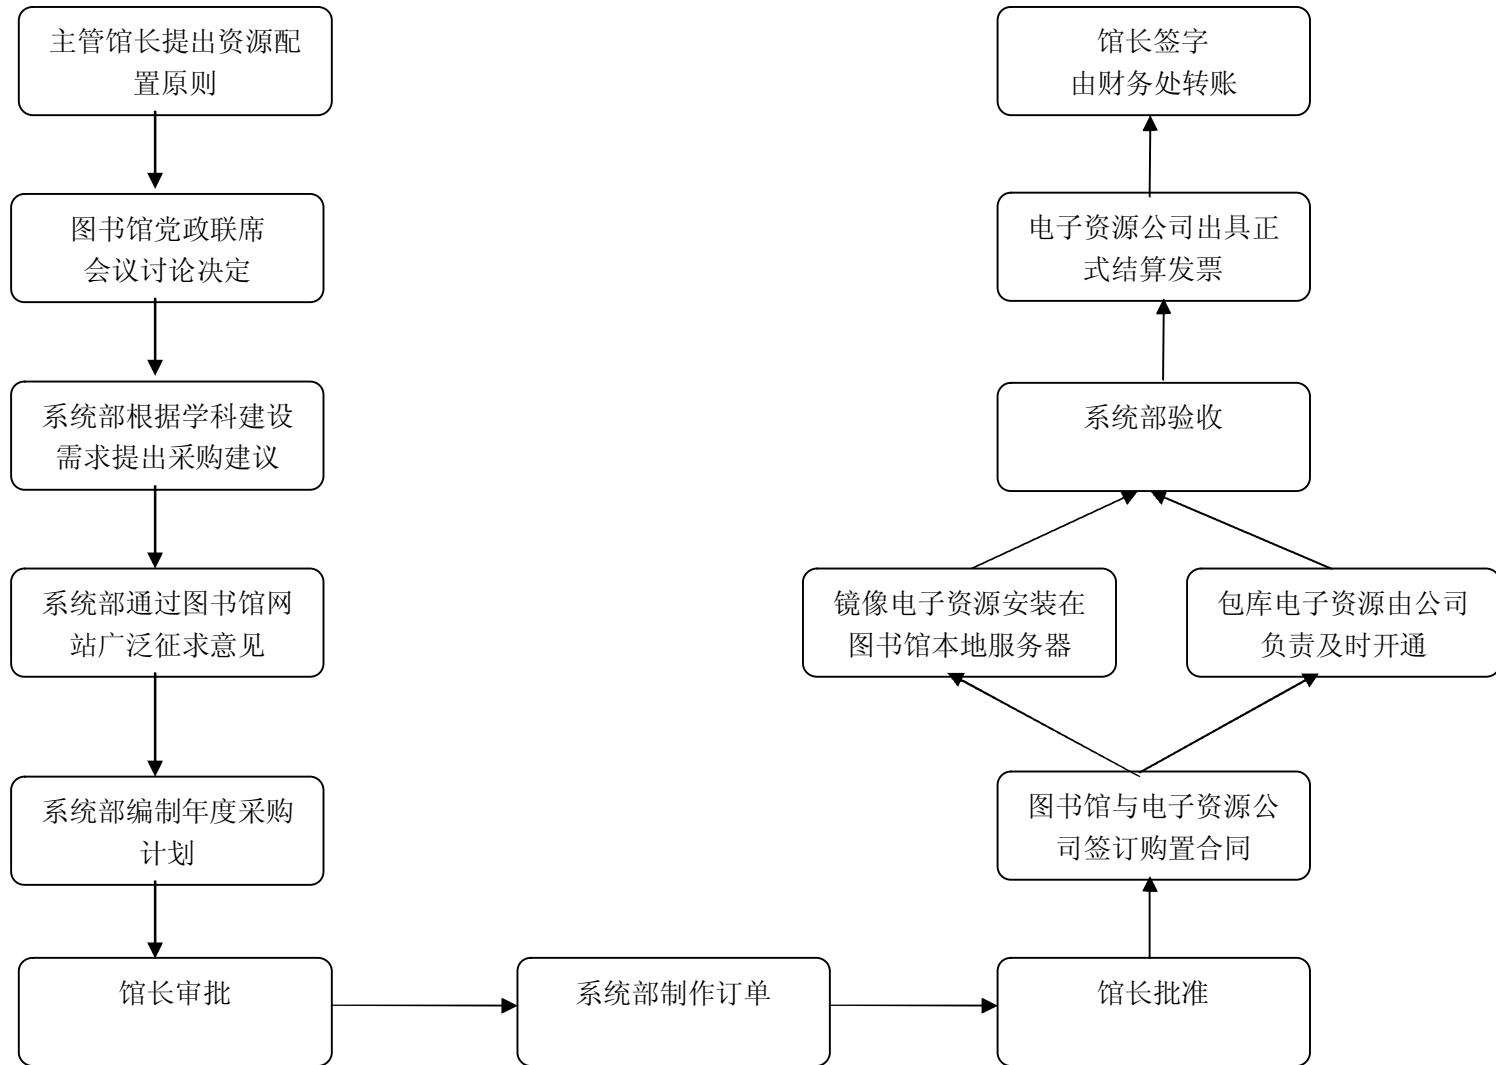 主管馆长提出资源配
置原则
图书馆党政联席
会议讨论决定
系统部根据学科建设
需求提出采购建议
系统部通过图书馆网
站广泛征求意见
系统部编制年度采购
计划
馆长审批
系统部制作订单
馆长批准
图书馆与电子资源公
司签订购置合同
镜像电子资源安装在
图书馆本地服务器
包库电子资源由公司
负责及时开通
系统部验收
电子资源公司出具正
式结算发票
馆长签字
由财务处转账